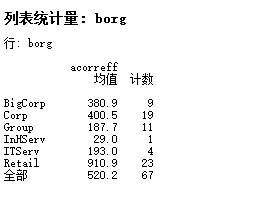 列表统计量: borg
行: borg
acorreff
均值 计数
BigCorp 380.9 9
Corp 400.5 19
Group 187.7 11
InHServ 29.0 1
ITServ 193.0 4
Retail 910.9 23
全部 520.2 67